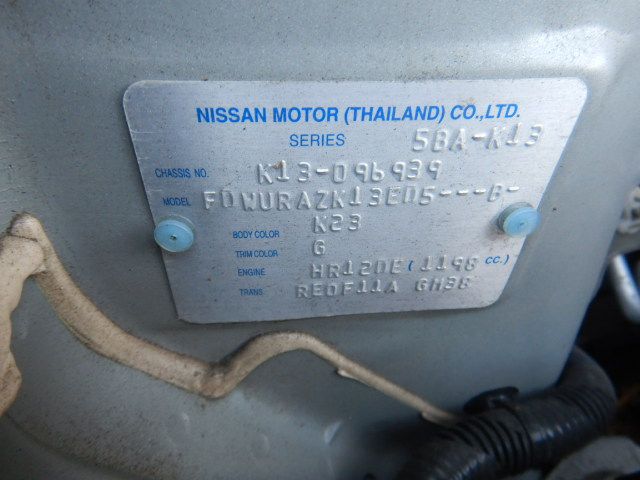 NISSAN MOTOR (THAILAND) CO.,LTD.
SERIES 5BA-K13
CHASSIS NO. K13-096939
MODEL FDWURAZK13ED5---B-
BODY COLOR K23
TRIM COLOR G
ENGINE HR12DE (1198 CC.)
TRANS RE0F11A GH38